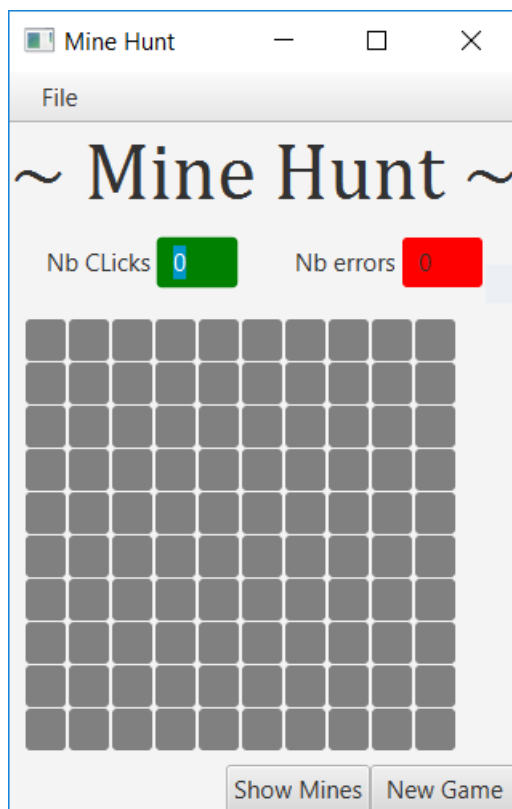 Mine Hunt
File
~ Mine Hunt ~
Nb CLicks 0 Nb errors 0
Show Mines New Game